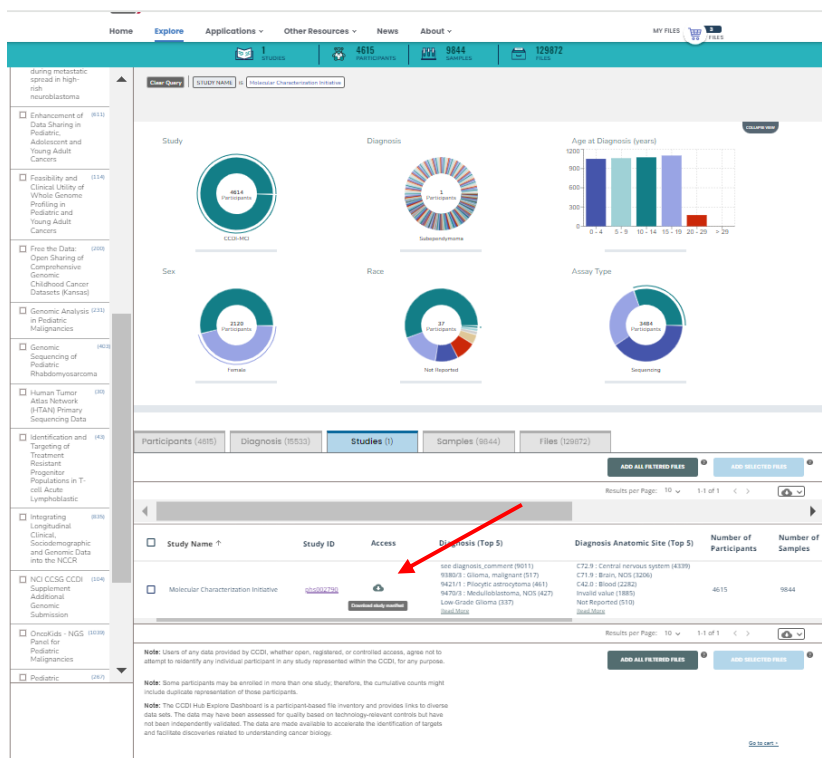 Home Explore Applications Other Resources News About MY FILES 3 FILES
1 STUDIES 4615 PARTICIPANTS 9844 SAMPLES 129872 FILES
during metastatic
spread in high-
risk
neuroblastoma
Enhancement of (611)
Data Sharing in
Pediatric,
Adolescent and
Young Adult
Cancers
Feasibility and (114)
Clinical Utility of
Whole Genome
Profiling in
Pediatric and
Young Adult
Cancers
Free the Data: (200)
Open Sharing of
Comprehensive
Genomic
Childhood Cancer
Datasets (Kansas)
Genomic Analysis (221)
in Pediatric
Malignancies
Genomic (403)
Sequencing of
Pediatric
Rhabdomyosarcoma
Human Tumor (30)
Atlas Network
(HTAN) Primary
Sequencing Data
Identification and (43)
Targeting of
Treatment
Resistant
Progenitor
Populations in T-
cell Acute
Lymphoblastic
Integrating (835)
Longitudinal
Clinical,
Sociodemographic
and Genomic Data
into the NCCR
NCI CCSG CCDI (104)
Supplement
Additional
Genomic
Submission
OncoKids - NGS (1039)
Panel for
Pediatric
Malignancies
Pediatric (267)
Clear Query STUDY NAME is Molecular Characterization Initiative
COLLAPSE VIEW
Study
4614
Participants
CCDI-MCI
Diagnosis
1
Participants
Subependymoma
Age at Diagnosis (years)
1200
900
600
300
0
0 - 4 5 - 9 10 - 14 15 - 19 20 - 29 > 29
Sex
2120
Participants
Female
Race
37
Participants
Not Reported
Assay Type
3484
Participants
Sequencing
Participants (4615) Diagnosis (15533) Studies (1) Samples (9844) Files (129872)
ADD ALL FILTERED FILES ADD SELECTED FILES
Results per Page: 10 1-1 of 1
Study Name ↑ Study ID Access Diagnosis (Top 5) Diagnosis Anatomic Site (Top 5) Number of Participants Number of Samples
Molecular Characterization Initiative phs002790 4615 9844
Download study manifest
see diagnosis_comment (9011)
9380/3 : Glioma, malignant (517)
9421/1 : Pilocytic astrocytoma (461)
9470/3 : Medulloblastoma, NOS (427)
Low-Grade Glioma (337)
Read More
C72.9 : Central nervous system (4339)
C71.9 : Brain, NOS (3206)
C42.0 : Blood (2282)
Invalid value (1885)
Not Reported (510)
Read More
Results per Page: 10 1-1 of 1
ADD ALL FILTERED FILES ADD SELECTED FILES
Note: Users of any data provided by CCDI, whether open, registered, or controlled access, agree not to
attempt to reidentify any individual participant in any study represented within the CCDI, for any purpose.
Note: Some participants may be enrolled in more than one study; therefore, the cumulative counts might
include duplicate representation of those participants.
Note: The CCDI Hub Explore Dashboard is a participant-based file inventory and provides links to diverse
data sets. The data may have been assessed for quality based on technology-relevant controls but have
not been independently validated. The data are made available to accelerate the identification of targets
and facilitate discoveries related to understanding cancer biology.
Go to cart ›